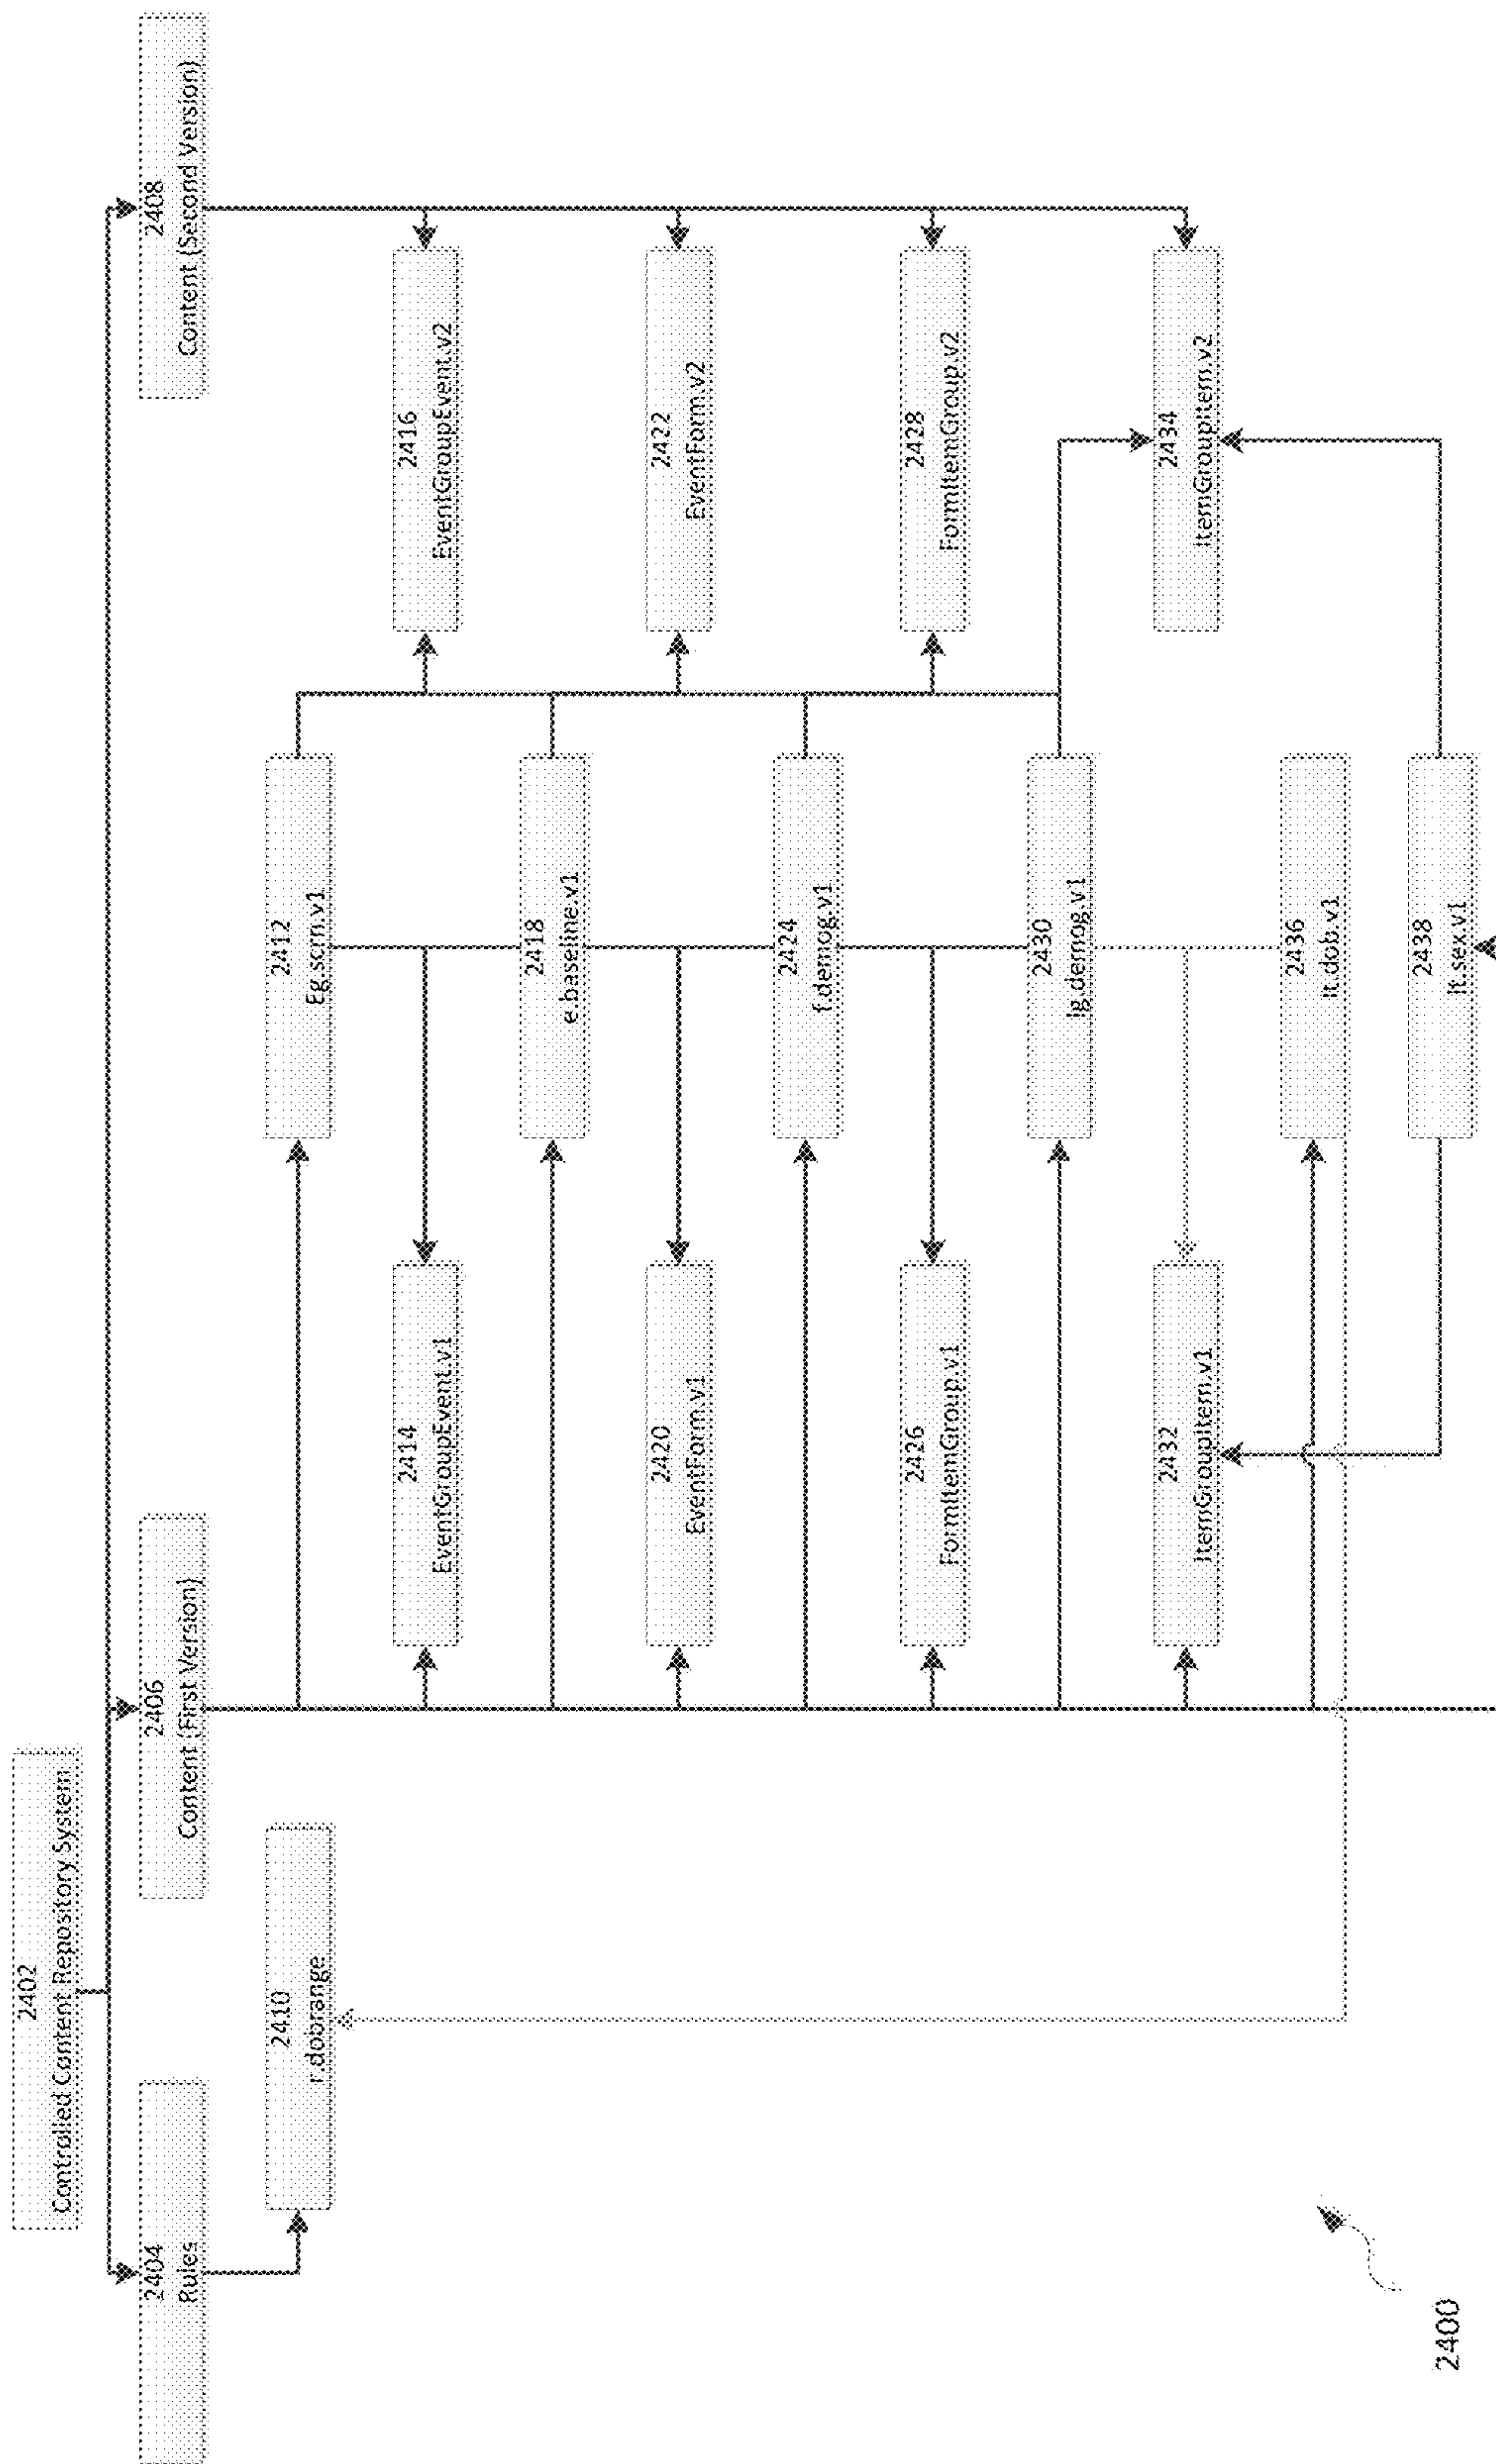 2402
Controlled Content Repository System
2404
Rules
2406
Content (First Version)
2408
Content (Second Version)
2410
r.dobrange
2412
Eg.scrn.v1
2414
EventGroupEvent.v1
2416
EventGroupEvent.v2
2418
e.baseline.v1
2420
EventForm.v1
2422
EventForm.v2
2424
f.demog.v1
2426
FormItemGroup.v1
2428
FormItemGroup.v2
2430
Ig.demog.v1
2432
ItemGroupItem.v1
2434
ItemGroupItem.v2
2436
It.dob.v1
2438
It.sex.v1
2400